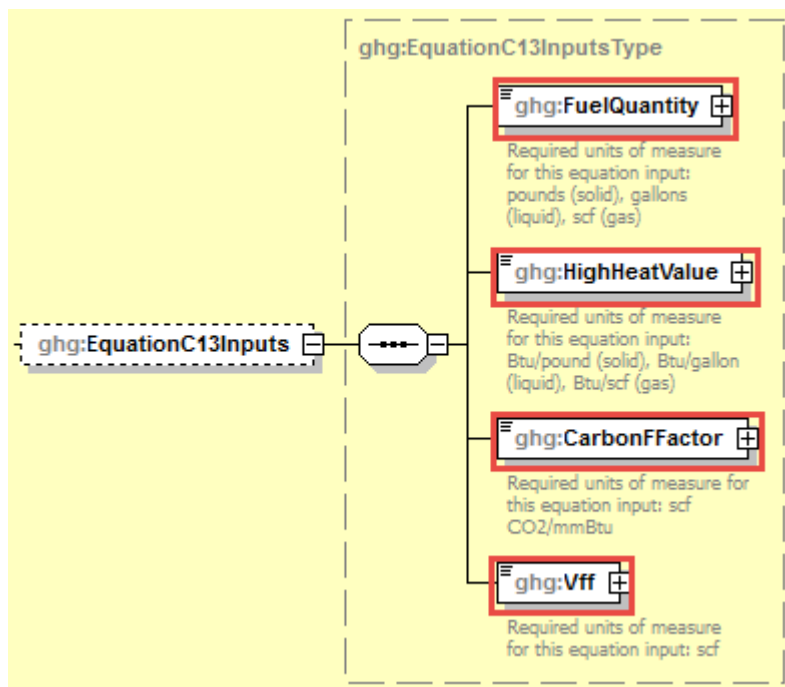 ghg:EquationC13InputsType
ghg:FuelQuantity
Required units of measure
for this equation input:
pounds (solid), gallons
(liquid), scf (gas)
ghg:HighHeatValue
Required units of measure
for this equation input:
Btu/pound (solid), Btu/gallon
(liquid), Btu/scf (gas)
ghg:EquationC13Inputs
ghg:CarbonFFactor
Required units of measure for
this equation input: scf
CO2/mmBtu
ghg:Vff
Required units of measure
for this equation input: scf